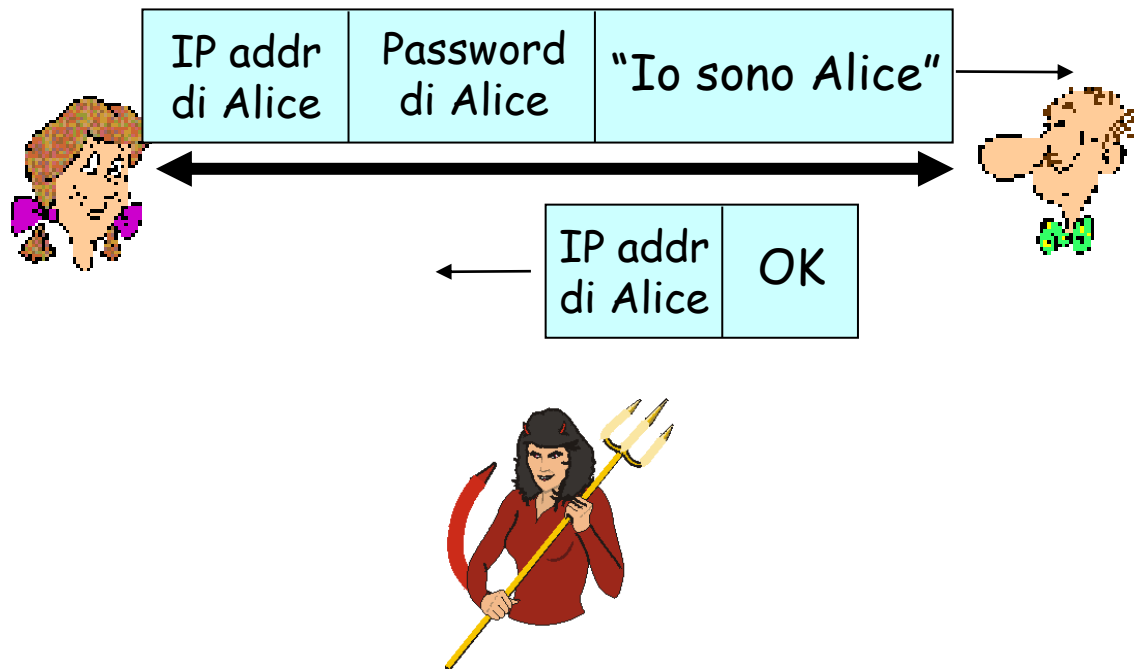 IP addr
di Alice
Password
di Alice
“Io sono Alice”
IP addr
di Alice
OK